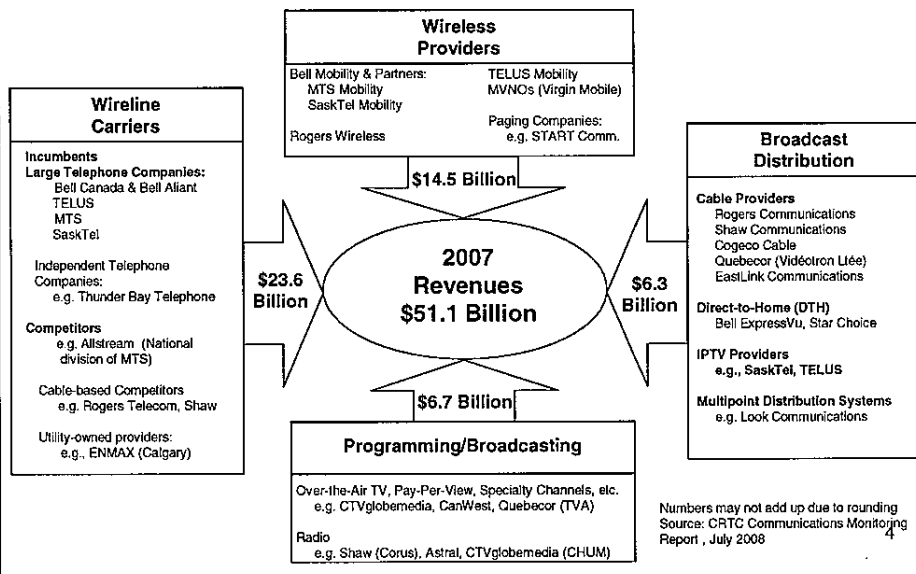 Wireless
Providers
Bell Mobility & Partners:
MTS Mobility
SaskTel Mobility
Rogers Wireless
TELUS Mobility
MVNOs (Virgin Mobile)
Paging Companies:
e.g. START Comm.
Wireline
Carriers
Incumbents
Large Telephone Companies:
Bell Canada & Bell Aliant
TELUS
MTS
SaskTel
Independent Telephone
Companies:
e.g. Thunder Bay Telephone
Competitors
e.g. Allstream (National
division of MTS)
Cable-based Competitors
e.g. Rogers Telecom, Shaw
Utility-owned providers:
e.g., ENMAX (Calgary)
$14.5 Billion
$23.6
Billion
2007
Revenues
$51.1 Billion
$6.3
Billion
$6.7 Billion
Broadcast
Distribution
Cable Providers
Rogers Communications
Shaw Communications
Cogeco Cable
Quebecor (Vidéotron Ltée)
EastLink Communications
Direct-to-Home (DTH)
Bell ExpressVu, Star Choice
IPTV Providers
e.g., SaskTel, TELUS
Multipoint Distribution Systems
e.g. Look Communications
Programming/Broadcasting
Over-the-Air TV, Pay-Per-View, Specialty Channels, etc.
e.g. CTVglobemedia, CanWest, Quebecor (TVA)
Radio
e.g. Shaw (Corus), Astral, CTVglobemedia (CHUM)
Numbers may not add up due to rounding
Source: CRTC Communications Monitoring
Report , July 2008
4